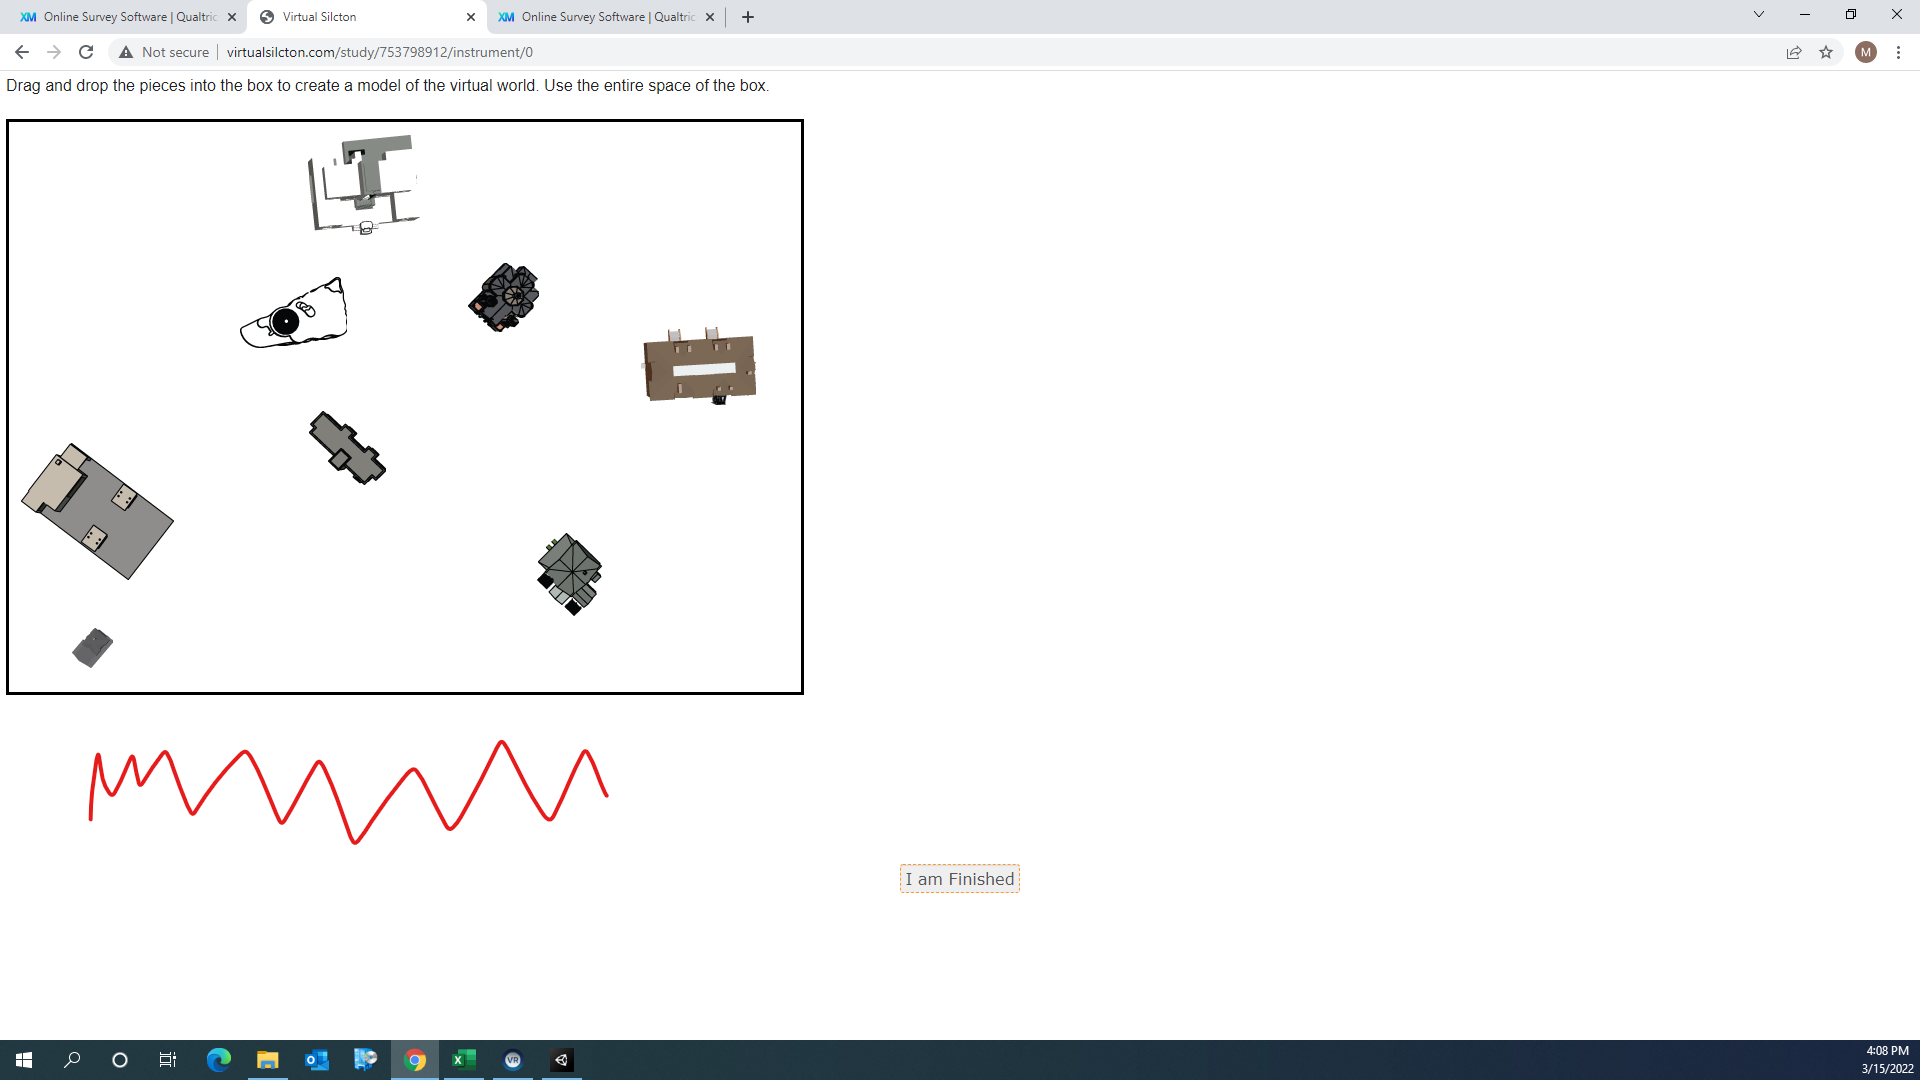 XM Online Survey Software | Qualtric
Virtual Silcton
XM Online Survey Software | Qualtric
Not secure
virtualsilcton.com/study/753798912/instrument/0
M
Drag and drop the pieces into the box to create a model of the virtual world. Use the entire space of the box.
I am Finished
VR
4:08 PM
3/15/2022